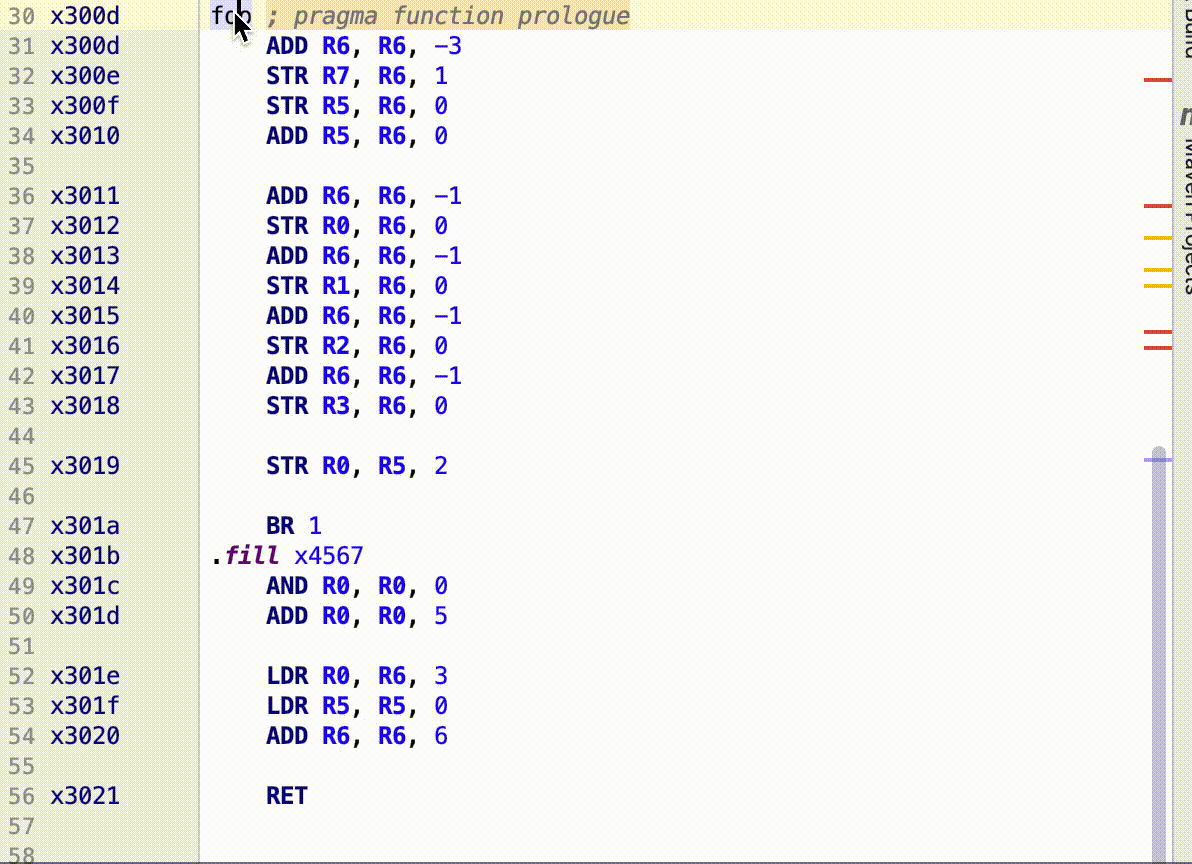 30 x300d foo ; pragma function prologue
31 x300d ADD R6, R6, −3
32 x300e STR R7, R6, 1
33 x300f STR R5, R6, 0
34 x3010 ADD R5, R6, 0
35
36 x3011 ADD R6, R6, −1
37 x3012 STR R0, R6, 0
38 x3013 ADD R6, R6, −1
39 x3014 STR R1, R6, 0
40 x3015 ADD R6, R6, −1
41 x3016 STR R2, R6, 0
42 x3017 ADD R6, R6, −1
43 x3018 STR R3, R6, 0
44
45 x3019 STR R0, R5, 2
46
47 x301a BR 1
48 x301b .fill x4567
49 x301c AND R0, R0, 0
50 x301d ADD R0, R0, 5
51
52 x301e LDR R0, R6, 3
53 x301f LDR R5, R5, 0
54 x3020 ADD R6, R6, 6
55
56 x3021 RET
57
58
Build
Maven Projects